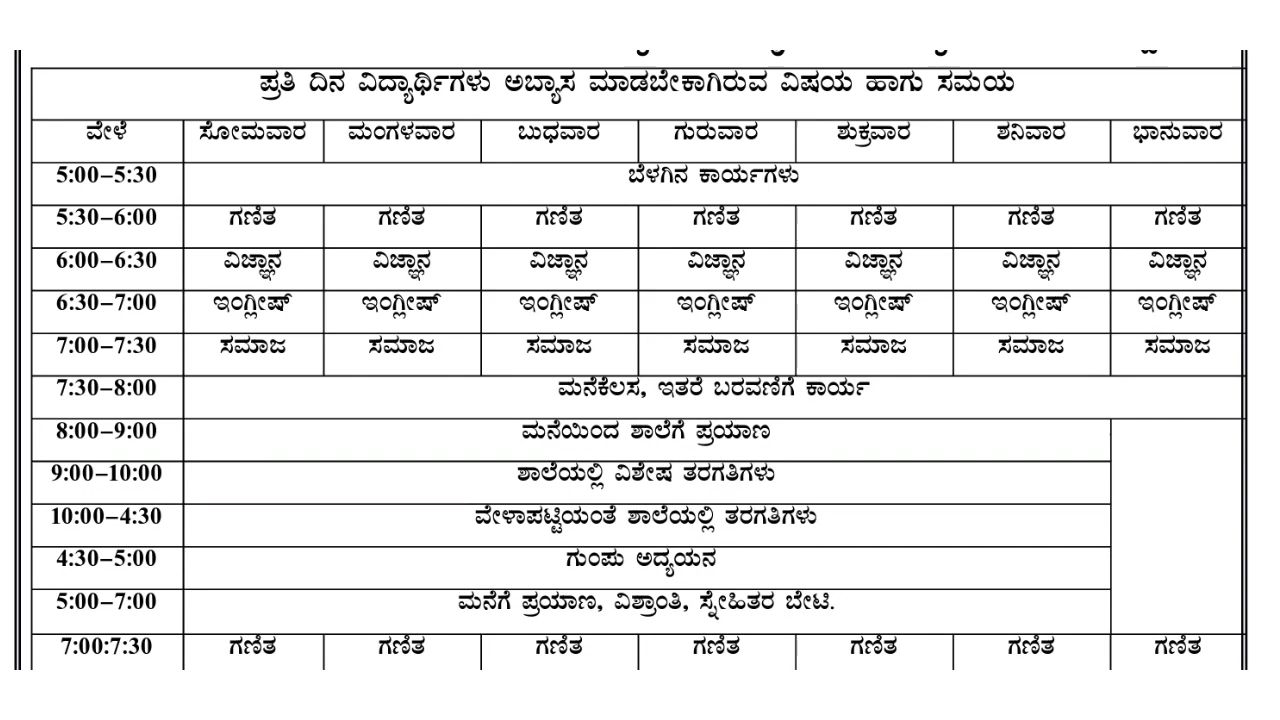 ಪ್ರತಿ ದಿನ ವಿದ್ಯಾರ್ಥಿಗಳು ಅಬ್ಯಾಸ ಮಾಡಬೇಕಾಗಿರುವ ವಿಷಯ ಹಾಗು ಸಮಯ
ವೇಳೆ ಸೋಮವಾರ ಮಂಗಳವಾರ ಬುಧವಾರ ಗುರುವಾರ ಶುಕ್ರವಾರ ಶನಿವಾರ ಭಾನುವಾರ
5:00–5:30 ಬೆಳಗಿನ ಕಾರ್ಯಗಳು
5:30–6:00 ಗಣಿತ ಗಣಿತ ಗಣಿತ ಗಣಿತ ಗಣಿತ ಗಣಿತ ಗಣಿತ
6:00–6:30 ವಿಜ್ಞಾನ ವಿಜ್ಞಾನ ವಿಜ್ಞಾನ ವಿಜ್ಞಾನ ವಿಜ್ಞಾನ ವಿಜ್ಞಾನ ವಿಜ್ಞಾನ
6:30–7:00 ಇಂಗ್ಲೀಷ್ ಇಂಗ್ಲೀಷ್ ಇಂಗ್ಲೀಷ್ ಇಂಗ್ಲೀಷ್ ಇಂಗ್ಲೀಷ್ ಇಂಗ್ಲೀಷ್ ಇಂಗ್ಲೀಷ್
7:00–7:30 ಸಮಾಜ ಸಮಾಜ ಸಮಾಜ ಸಮಾಜ ಸಮಾಜ ಸಮಾಜ ಸಮಾಜ
7:30–8:00 ಮನೆಕೆಲಸ, ಇತರೆ ಬರವಣಿಗೆ ಕಾರ್ಯ
8:00–9:00 ಮನೆಯಿಂದ ಶಾಲೆಗೆ ಪ್ರಯಾಣ
9:00–10:00 ಶಾಲೆಯಲ್ಲಿ ವಿಶೇಷ ತರಗತಿಗಳು
10:00–4:30 ವೇಳಾಪಟ್ಟಿಯಂತೆ ಶಾಲೆಯಲ್ಲಿ ತರಗತಿಗಳು
4:30–5:00 ಗುಂಪು ಅದ್ಯಯನ
5:00–7:00 ಮನೆಗೆ ಪ್ರಯಾಣ, ವಿಶ್ರಾಂತಿ, ಸ್ನೇಹಿತರ ಬೇಟಿ.
7:00:7:30 ಗಣಿತ ಗಣಿತ ಗಣಿತ ಗಣಿತ ಗಣಿತ ಗಣಿತ ಗಣಿತ